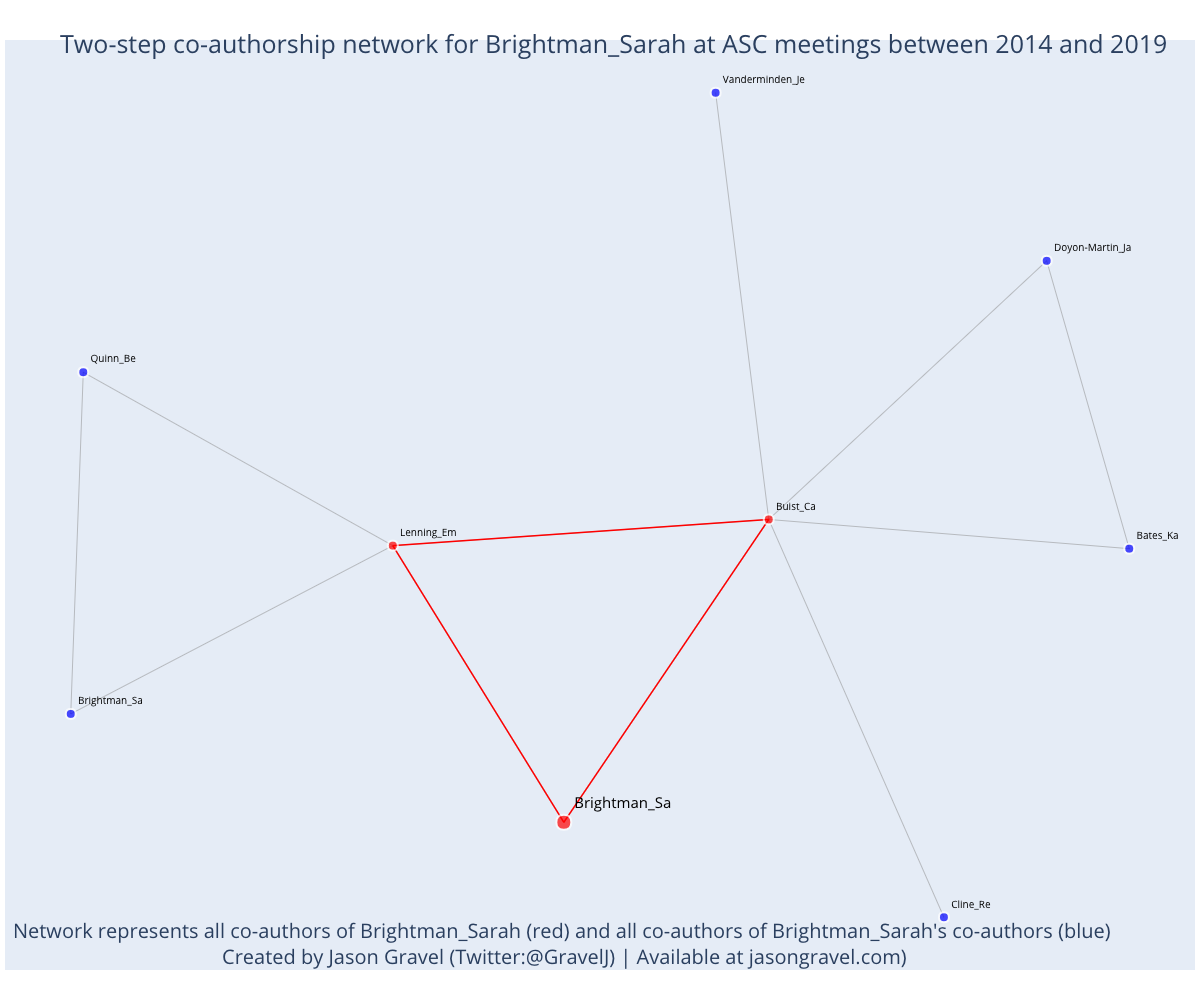 Two-step co-authorship network for Brightman_Sarah at ASC meetings between 2014 and 2019
Vanderminden_Je
Doyon-Martin_Ja
Quinn_Be
Buist_Ca
Lenning_Em
Bates_Ka
Brightman_Sa
Brightman_Sa
Cline_Re
Network represents all co-authors of Brightman_Sarah (red) and all co-authors of Brightman_Sarah's co-authors (blue)
Created by Jason Gravel (Twitter:@GravelJ) | Available at jasongravel.com)